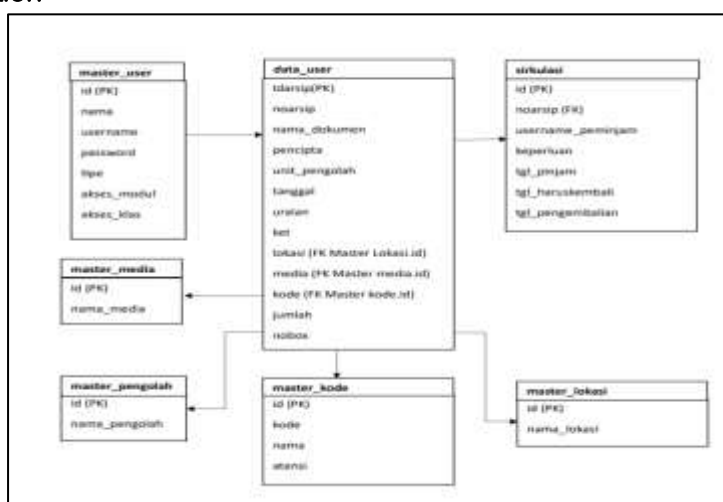 master_user
id (PK)
nama
username
password
tipe
akses_modul
akses_klas
data_user
idarsip(PK)
noarsip
nama_dokumen
pencipta
unit_pengolah
tanggal
uraian
ket
lokasi (FK Master Lokasi.id)
media (FK Master media.id)
kode (FK Master kode.id)
jumlah
nobox
sirkulasi
id (PK)
noarsip (FK)
username_peminjam
keperluan
tgl_pinjam
tgl_haruskembali
tgl_pengembalian
master_media
id (PK)
nama_media
master_pengolah
id (PK)
nama_pengolah
master_kode
id (PK)
kode
nama
master_lokasi
id (PK)
nama_lokasi